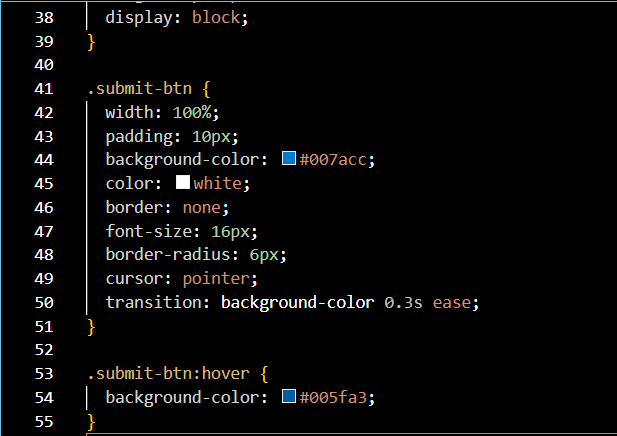 38 display: block;
39 }
40
41 .submit-btn {
42 width: 100%;
43 padding: 10px;
44 background-color: #007acc;
45 color: white;
46 border: none;
47 font-size: 16px;
48 border-radius: 6px;
49 cursor: pointer;
50 transition: background-color 0.3s ease;
51 }
52
53 .submit-btn:hover {
54 background-color: #005fa3;
55 }